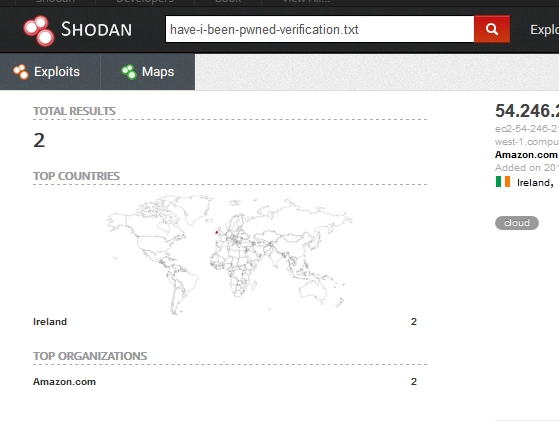 Shodan Developers Book View All...
SHODAN
have-i-been-pwned-verification.txt
Explo
Exploits
Maps
TOTAL RESULTS
2
TOP COUNTRIES
Ireland 2
TOP ORGANIZATIONS
Amazon.com 2
54.246.2
ec2-54-246-2
west-1.compu
Amazon.com
Added on 201
Ireland,
cloud